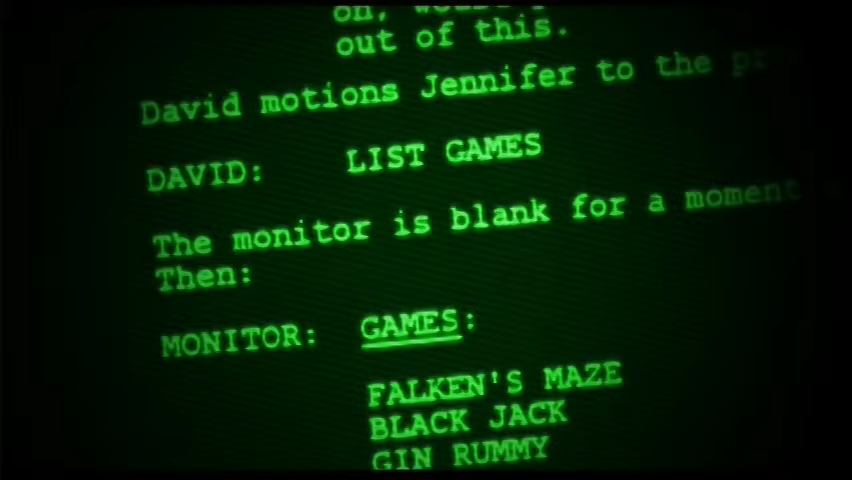 out of this.
David motions Jennifer to the
DAVID: LIST GAMES
The monitor is blank for a moment
Then:
MONITOR: GAMES:
FALKEN'S MAZE
BLACK JACK
GIN RUMMY